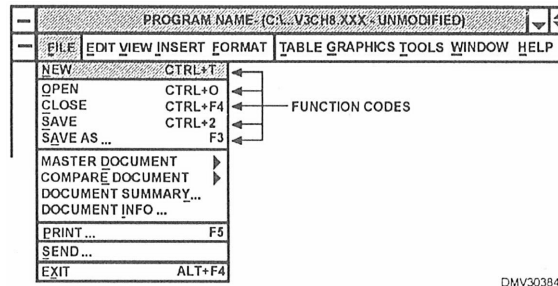 PROGRAM NAME- (C:\...V3CH8.XXX - UNMODIFIED)
FILE EDIT VIEW INSERT FORMAT TABLE GRAPHICS TOOLS WINDOW HELP
NEW CTRL+T
OPEN CTRL+O
CLOSE CTRL+F4 FUNCTION CODES
SAVE CTRL+2
SAVE AS ... F3
MASTER DOCUMENT
COMPARE DOCUMENT
DOCUMENT SUMMARY...
DOCUMENT INFO ...
PRINT ... F5
SEND...
EXIT ALT+F4
DMV30384